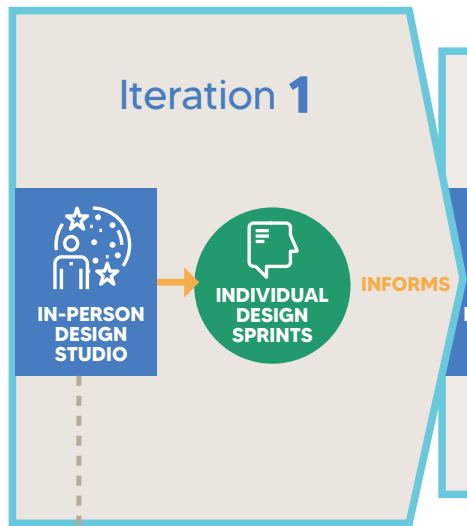 Iteration 1
IN-PERSON
DESIGN
STUDIO
INDIVIDUAL
DESIGN
SPRINTS
INFORMS